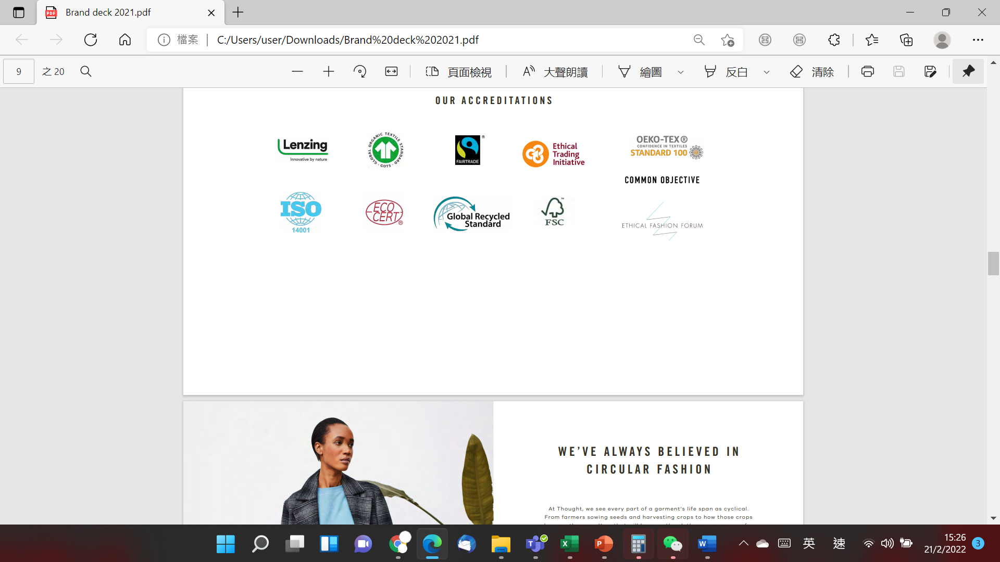 Brand deck 2021.pdf
檔案
C:/Users/user/Downloads/Brand%20deck%202021.pdf
9 之 20
頁面檢視
大聲朗讀
繪圖
反白
清除
OUR ACCREDITATIONS
Lenzing
Innovative by nature
GLOBAL ORGANIC TEXTILE STANDARD · GOTS ·
FAIRTRADE
®
Ethical
Trading
Initiative
OEKO-TEX®
CONFIDENCE IN TEXTILES
STANDARD 100
COMMON OBJECTIVE
ISO
14001
ECO
CERT®
Global Recycled
Standard
FSC
™
ETHICAL FASHION FORUM
WE’VE ALWAYS BELIEVED IN
CIRCULAR FASHION
At Thought, we see every part of a garment’s life span as cyclical.
From farmers sowing seeds and harvesting crops to how those crops
英
速
15:26
21/2/2022
3